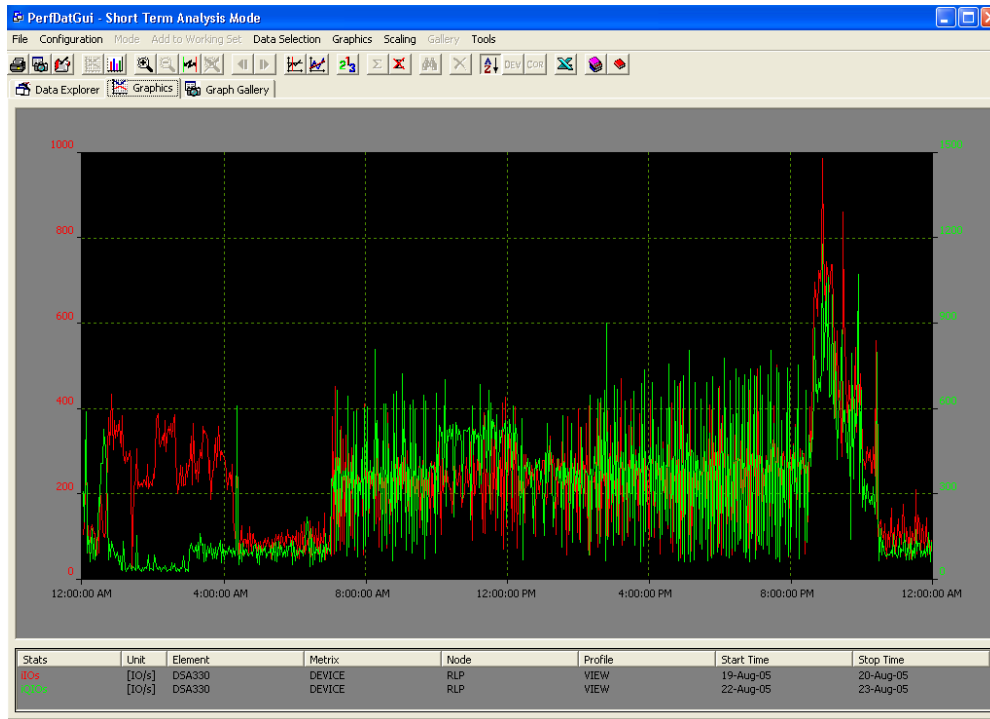 PerfDatGui - Short Term Analysis Mode
File Configuration Mode Add to Working Set Data Selection Graphics Scaling Gallery Tools
DEV COR
Data Explorer Graphics Graph Gallery
1000 1500
800 1200
600 900
400 600
200 300
0 0
12:00:00 AM 4:00:00 AM 8:00:00 AM 12:00:00 PM 4:00:00 PM 8:00:00 PM 12:00:00 AM
Stats Unit Element Metrix Node Profile Start Time Stop Time
iIOs [IO/s] DSA330 DEVICE RLP VIEW 19-Aug-05 20-Aug-05
[IO/s] DSA330 DEVICE RLP VIEW 22-Aug-05 23-Aug-05